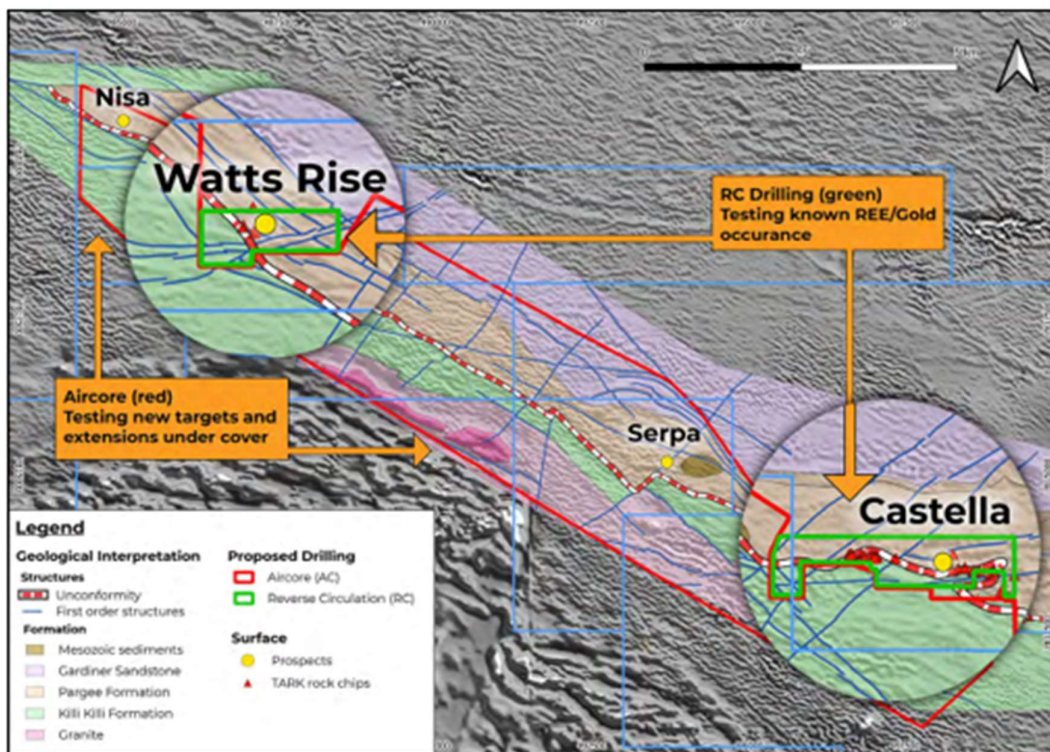 Nisa
Watts Rise
RC Drilling (green)
Testing known REE/Gold
occurance
Aircore (red)
Testing new targets and
extensions under cover
Serpa
Castella
Legend
Geological Interpretation
Structures
Unconformity
First order structures
Formation
Mesozoic sediments
Gardiner Sandstone
Pargee Formation
Killi Killi Formation
Granite
Proposed Drilling
Aircore (AC)
Reverse Circulation (RC)
Surface
Prospects
TARK rock chips